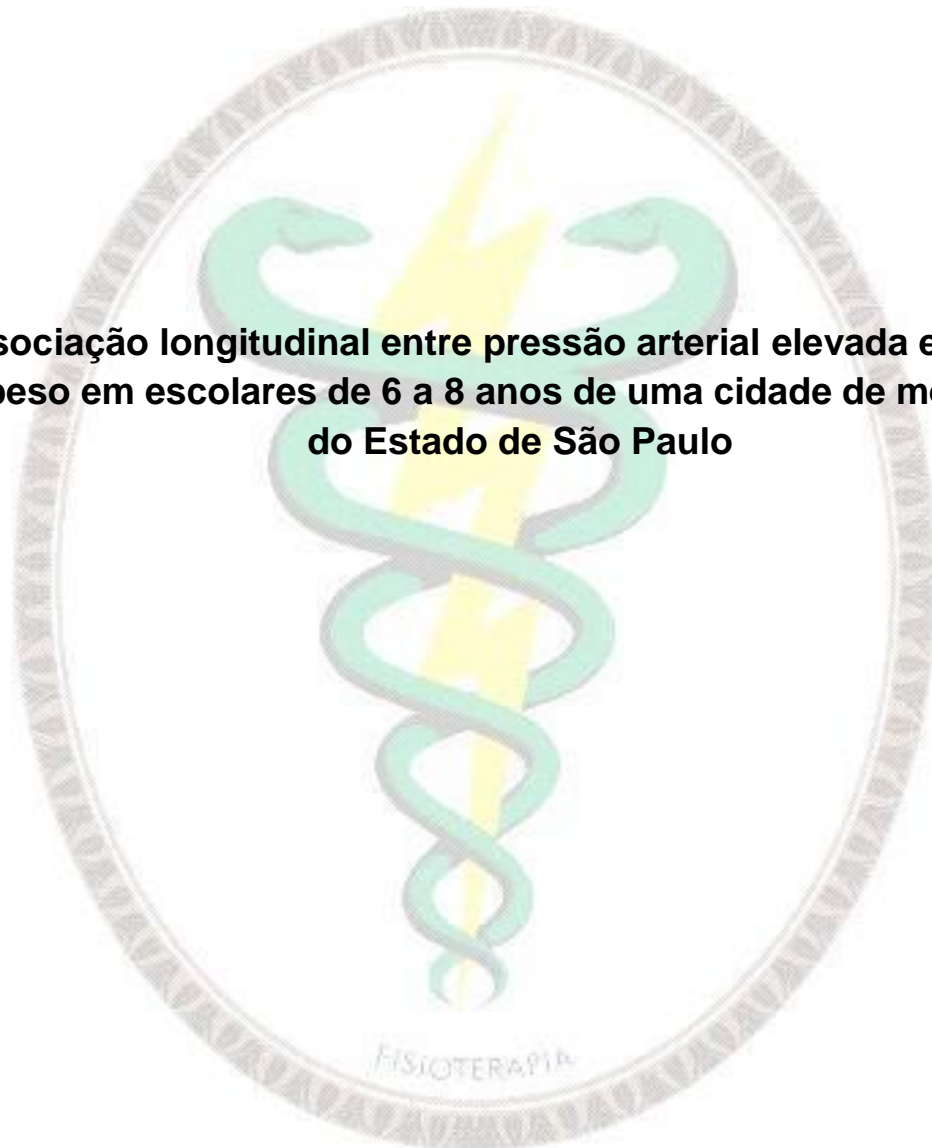 sociação longitudinal entre pressão arterial elevada e
peso em escolares de 6 a 8 anos de uma cidade de m
do Estado de São Paulo
FISIOTERAPIA